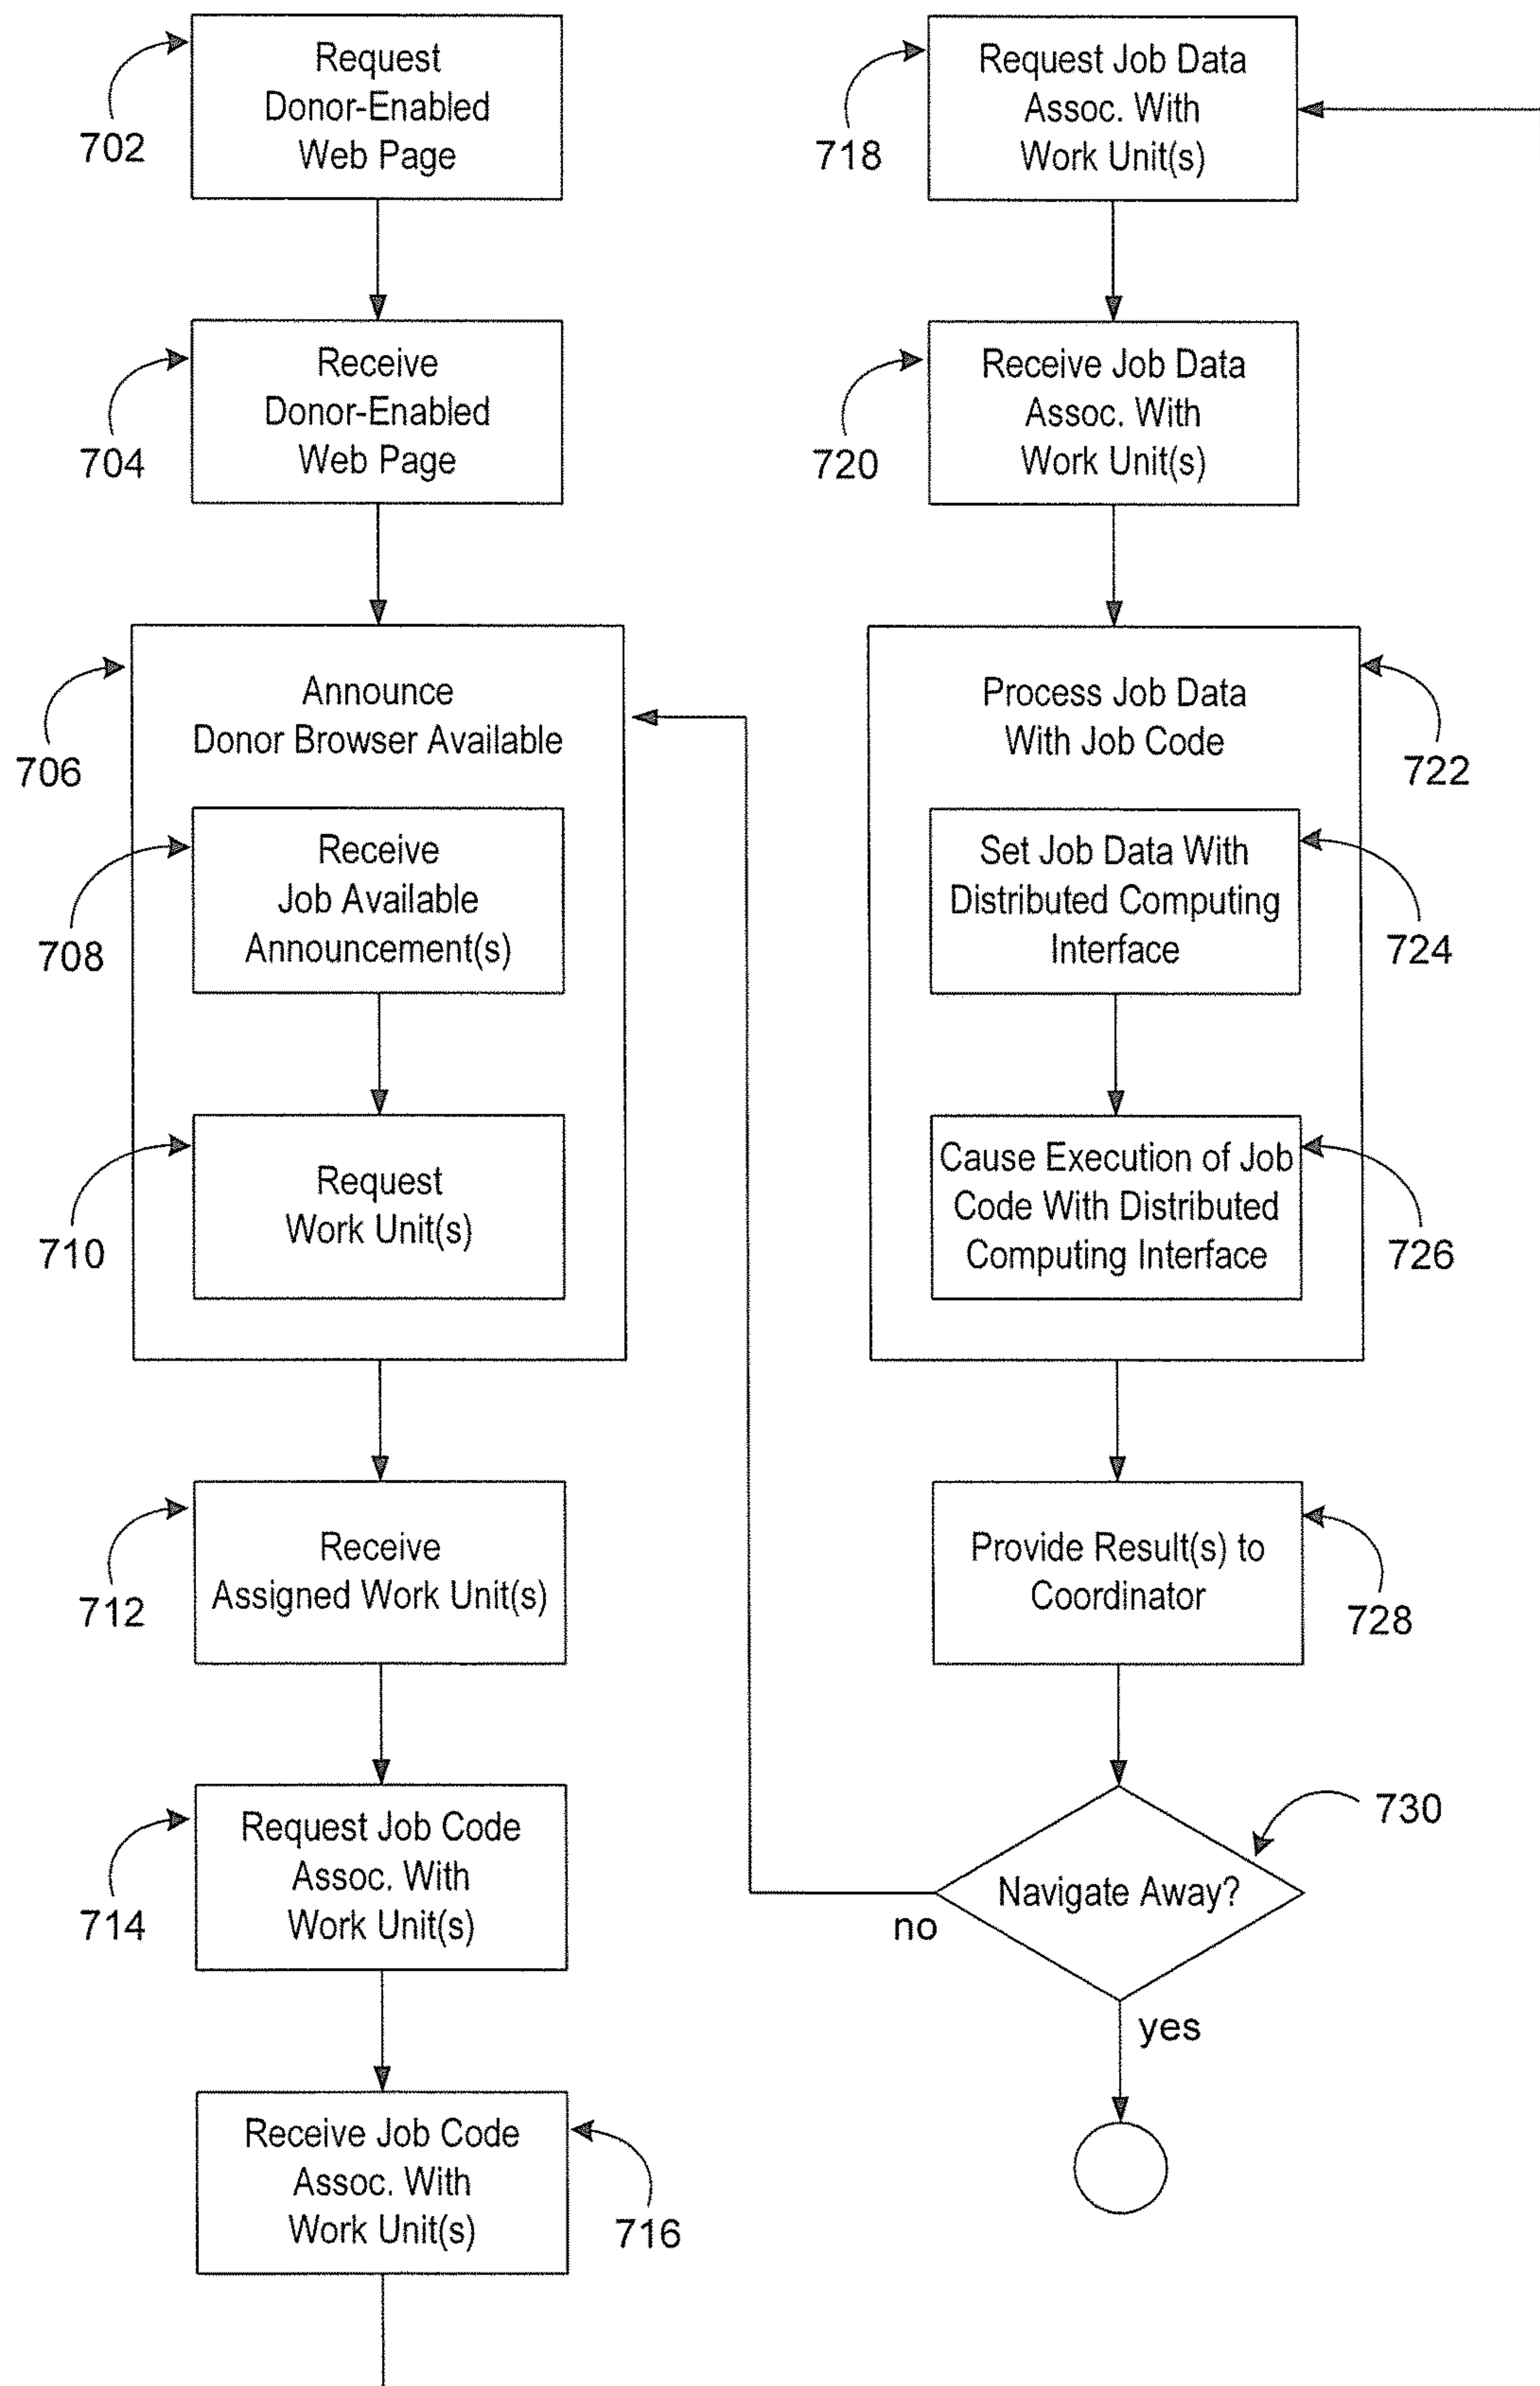 Request
Donor-Enabled
Web Page
702
Receive
Donor-Enabled
Web Page
704
Announce
Donor Browser Available
706
Receive
Job Available
Announcement(s)
708
Request
Work Unit(s)
710
Receive
Assigned Work Unit(s)
712
Request Job Code
Assoc. With
Work Unit(s)
714
Receive Job Code
Assoc. With
Work Unit(s)
716
Request Job Data
Assoc. With
Work Unit(s)
718
Receive Job Data
Assoc. With
Work Unit(s)
720
Process Job Data
With Job Code
722
Set Job Data With
Distributed Computing
Interface
724
Cause Execution of Job
Code With Distributed
Computing Interface
726
Provide Result(s) to
Coordinator
728
730
Navigate Away?
no
yes